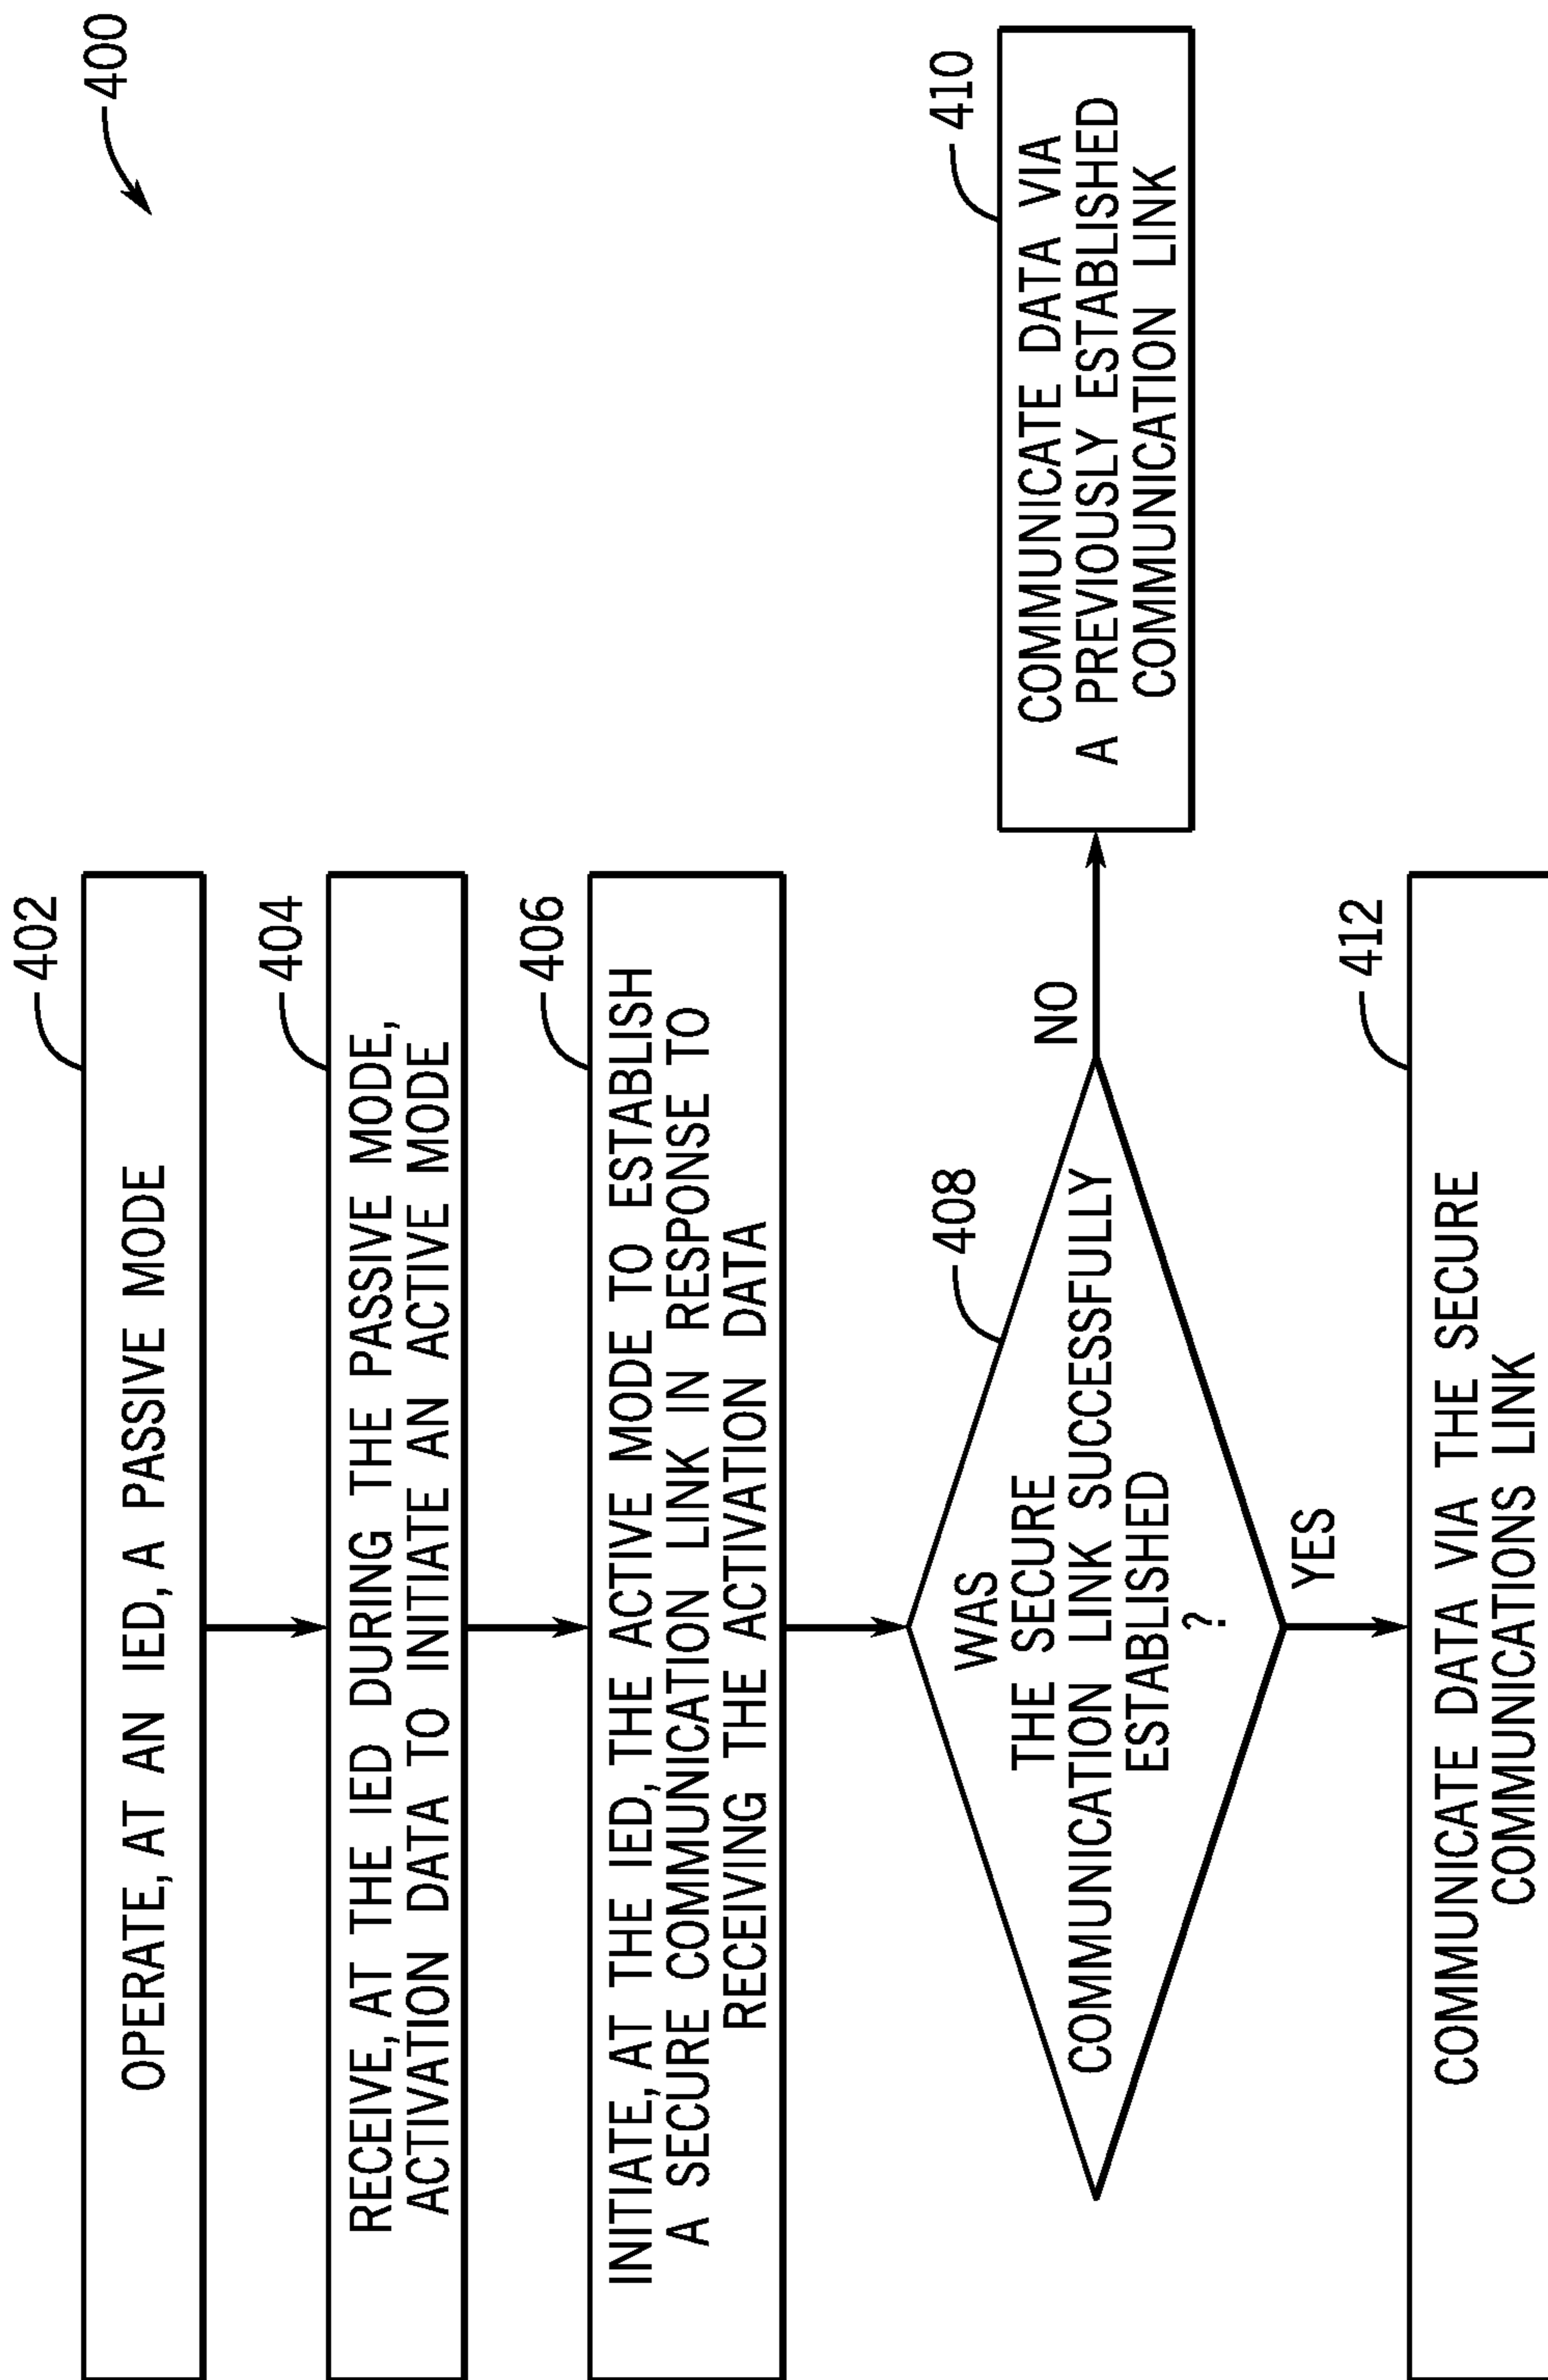 400
402
OPERATE, AT AN IED, A PASSIVE MODE
404
RECEIVE, AT THE IED DURING THE PASSIVE MODE,
ACTIVATION DATA TO INITIATE AN ACTIVE MODE
406
INITIATE, AT THE IED, THE ACTIVE MODE TO ESTABLISH
A SECURE COMMUNICATION LINK IN RESPONSE TO
RECEIVING THE ACTIVATION DATA
408
WAS
THE SECURE
COMMUNICATION LINK SUCCESSFULLY
ESTABLISHED
?
NO
410
COMMUNICATE DATA VIA
A PREVIOUSLY ESTABLISHED
COMMUNICATION LINK
YES
412
COMMUNICATE DATA VIA THE SECURE
COMMUNICATIONS LINK